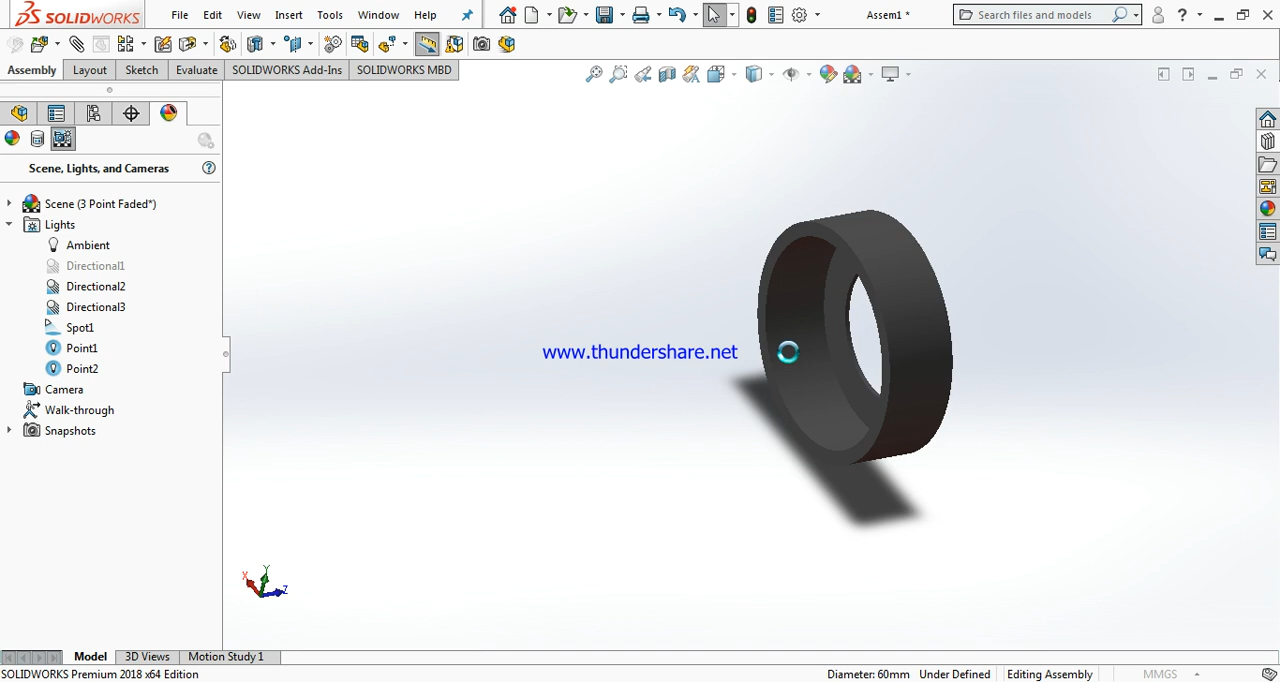 SOLIDWORKS File Edit View Insert Tools Window Help Assem1 * Search files and models ?
Assembly Layout Sketch Evaluate SOLIDWORKS Add-Ins SOLIDWORKS MBD
Scene, Lights, and Cameras ?
Scene (3 Point Faded*)
Lights
Ambient
Directional1
Directional2
Directional3
Spot1
Point1
Point2
Camera
Walk-through
Snapshots
www.thundershare.net
X Y Z
Model 3D Views Motion Study 1
SOLIDWORKS Premium 2018 x64 Edition Diameter: 60mm Under Defined Editing Assembly MMGS